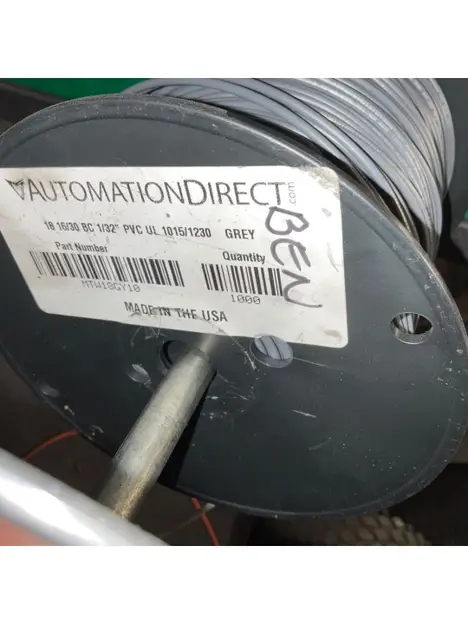 AUTOMATIONDIRECT.com
18 16/30 BC 1/32" PVC UL 1015/1230 GREY
Part Number Quantity
MTW18GY10 1000
MADE IN THE USA
BEN